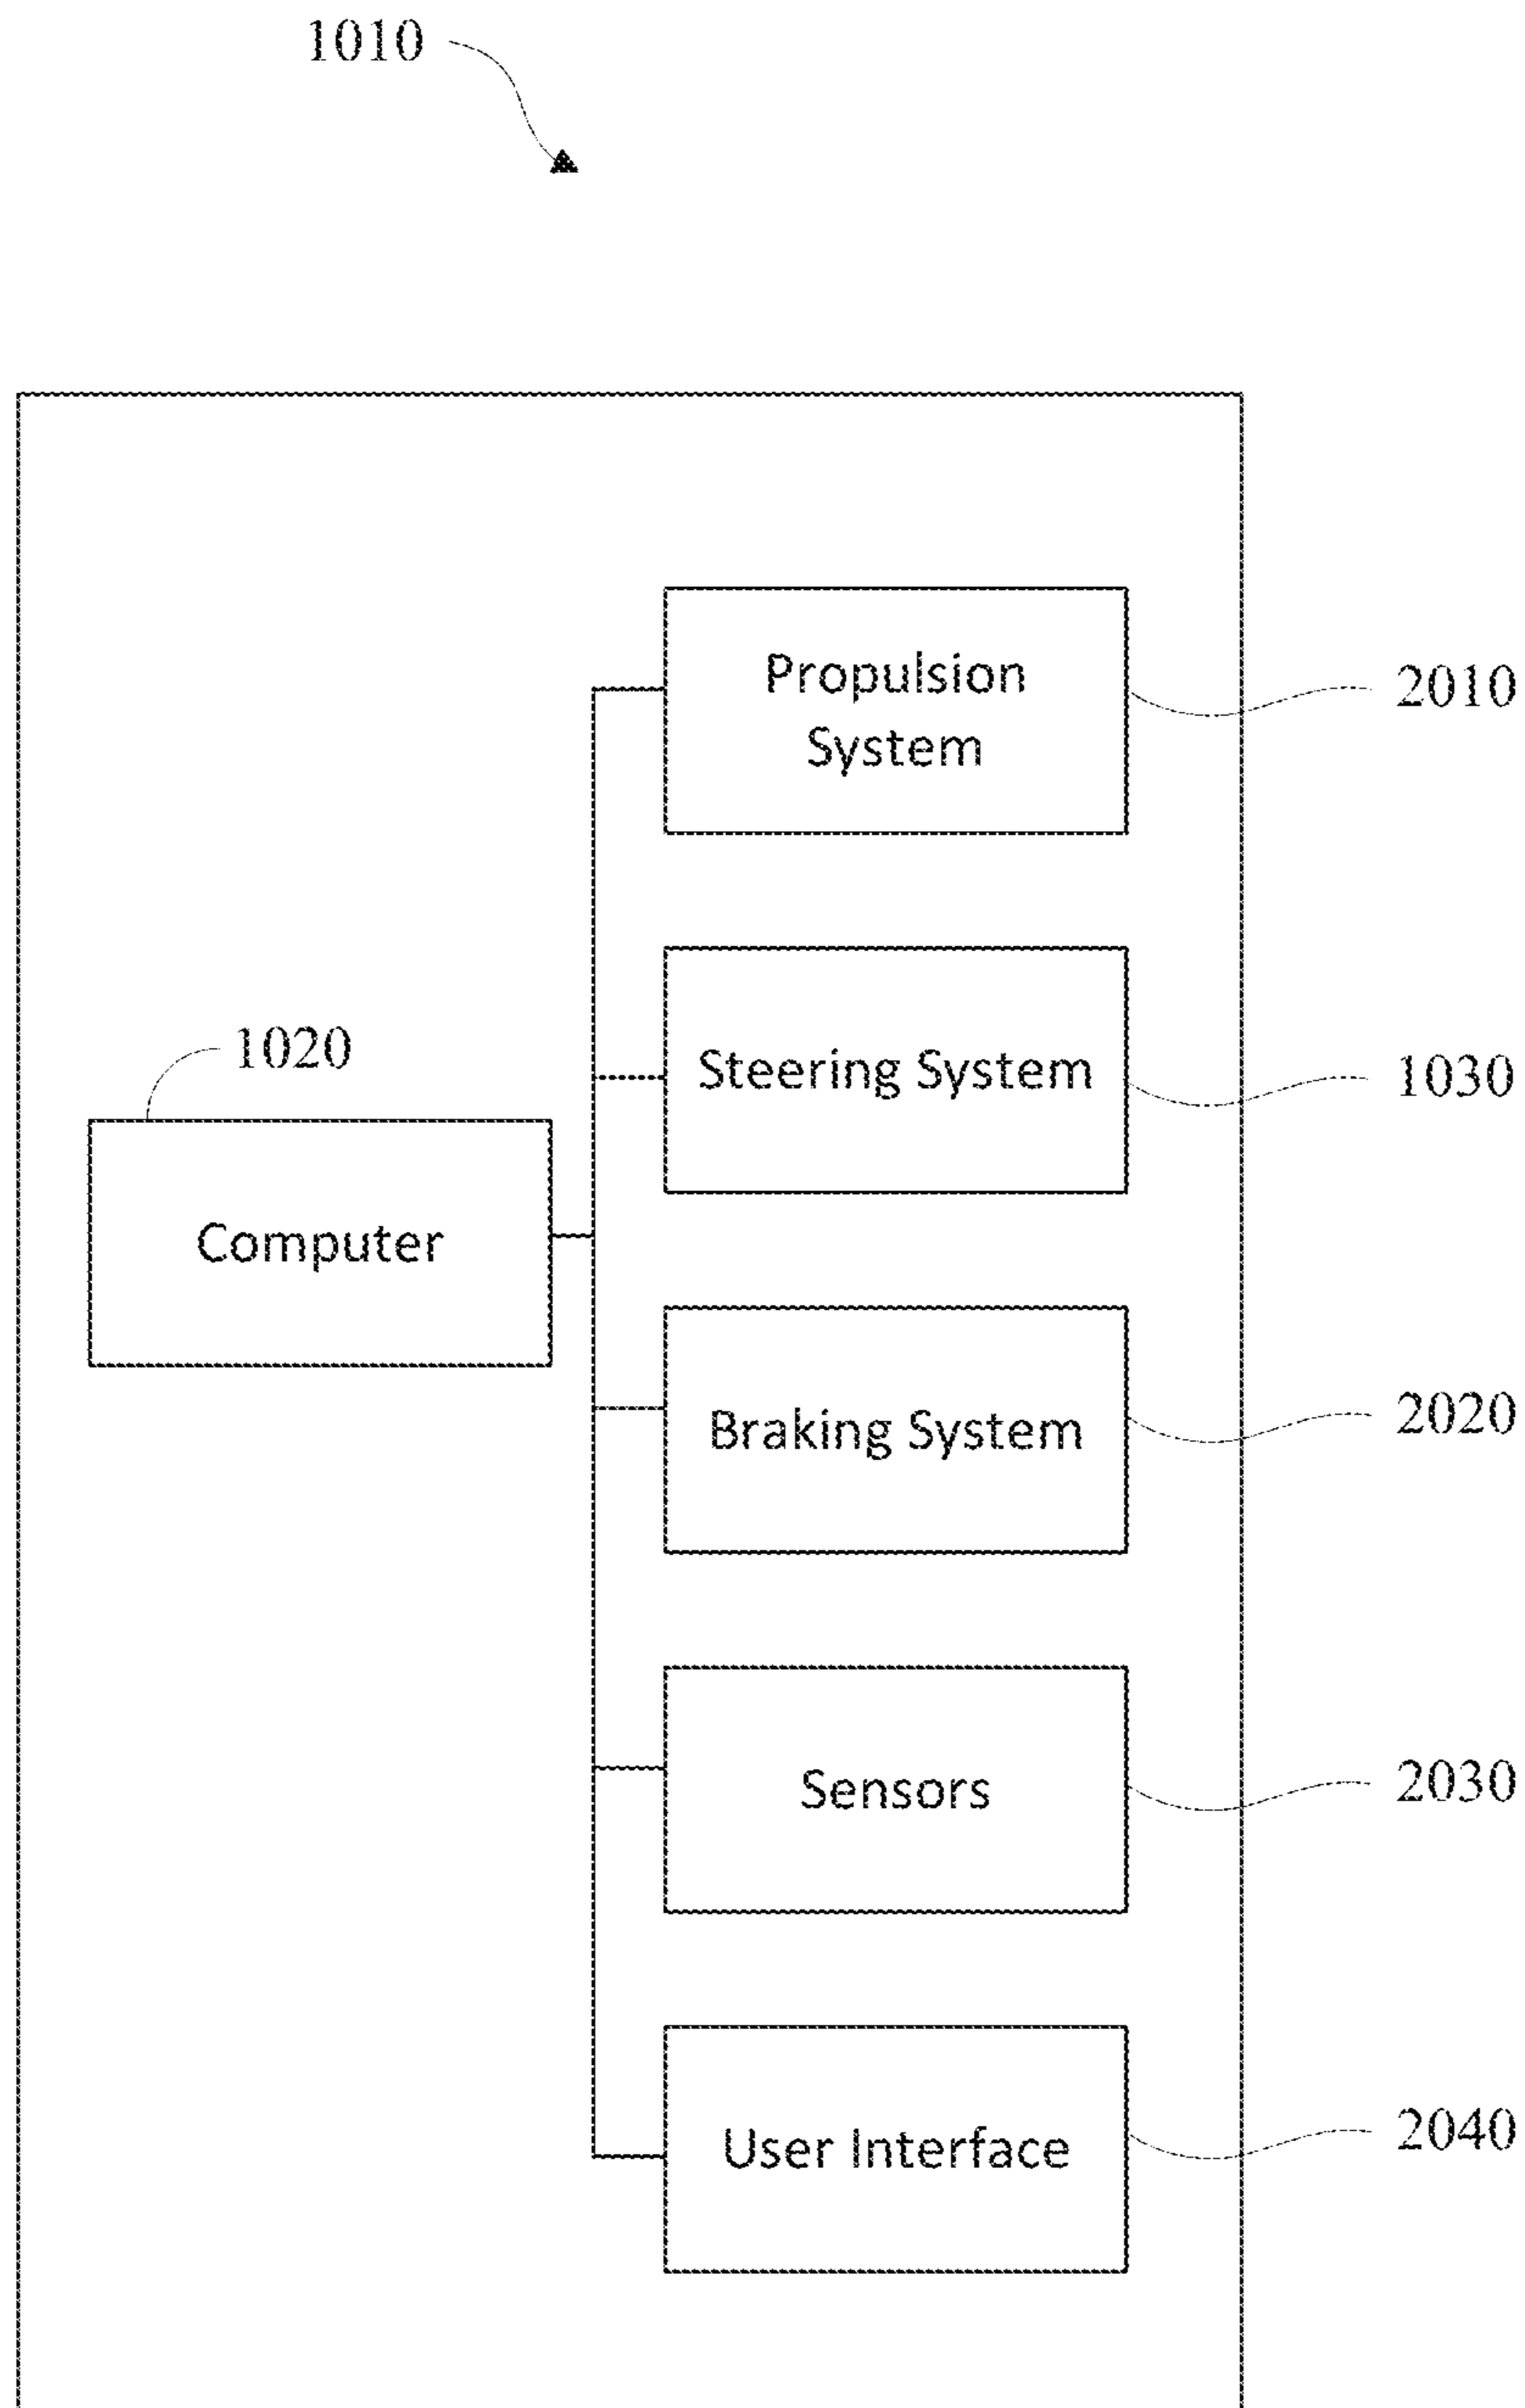 1010
Propulsion
System
2010
Steering System
1030
1020
Computer
Braking System
2020
Sensors
2030
User Interface
2040